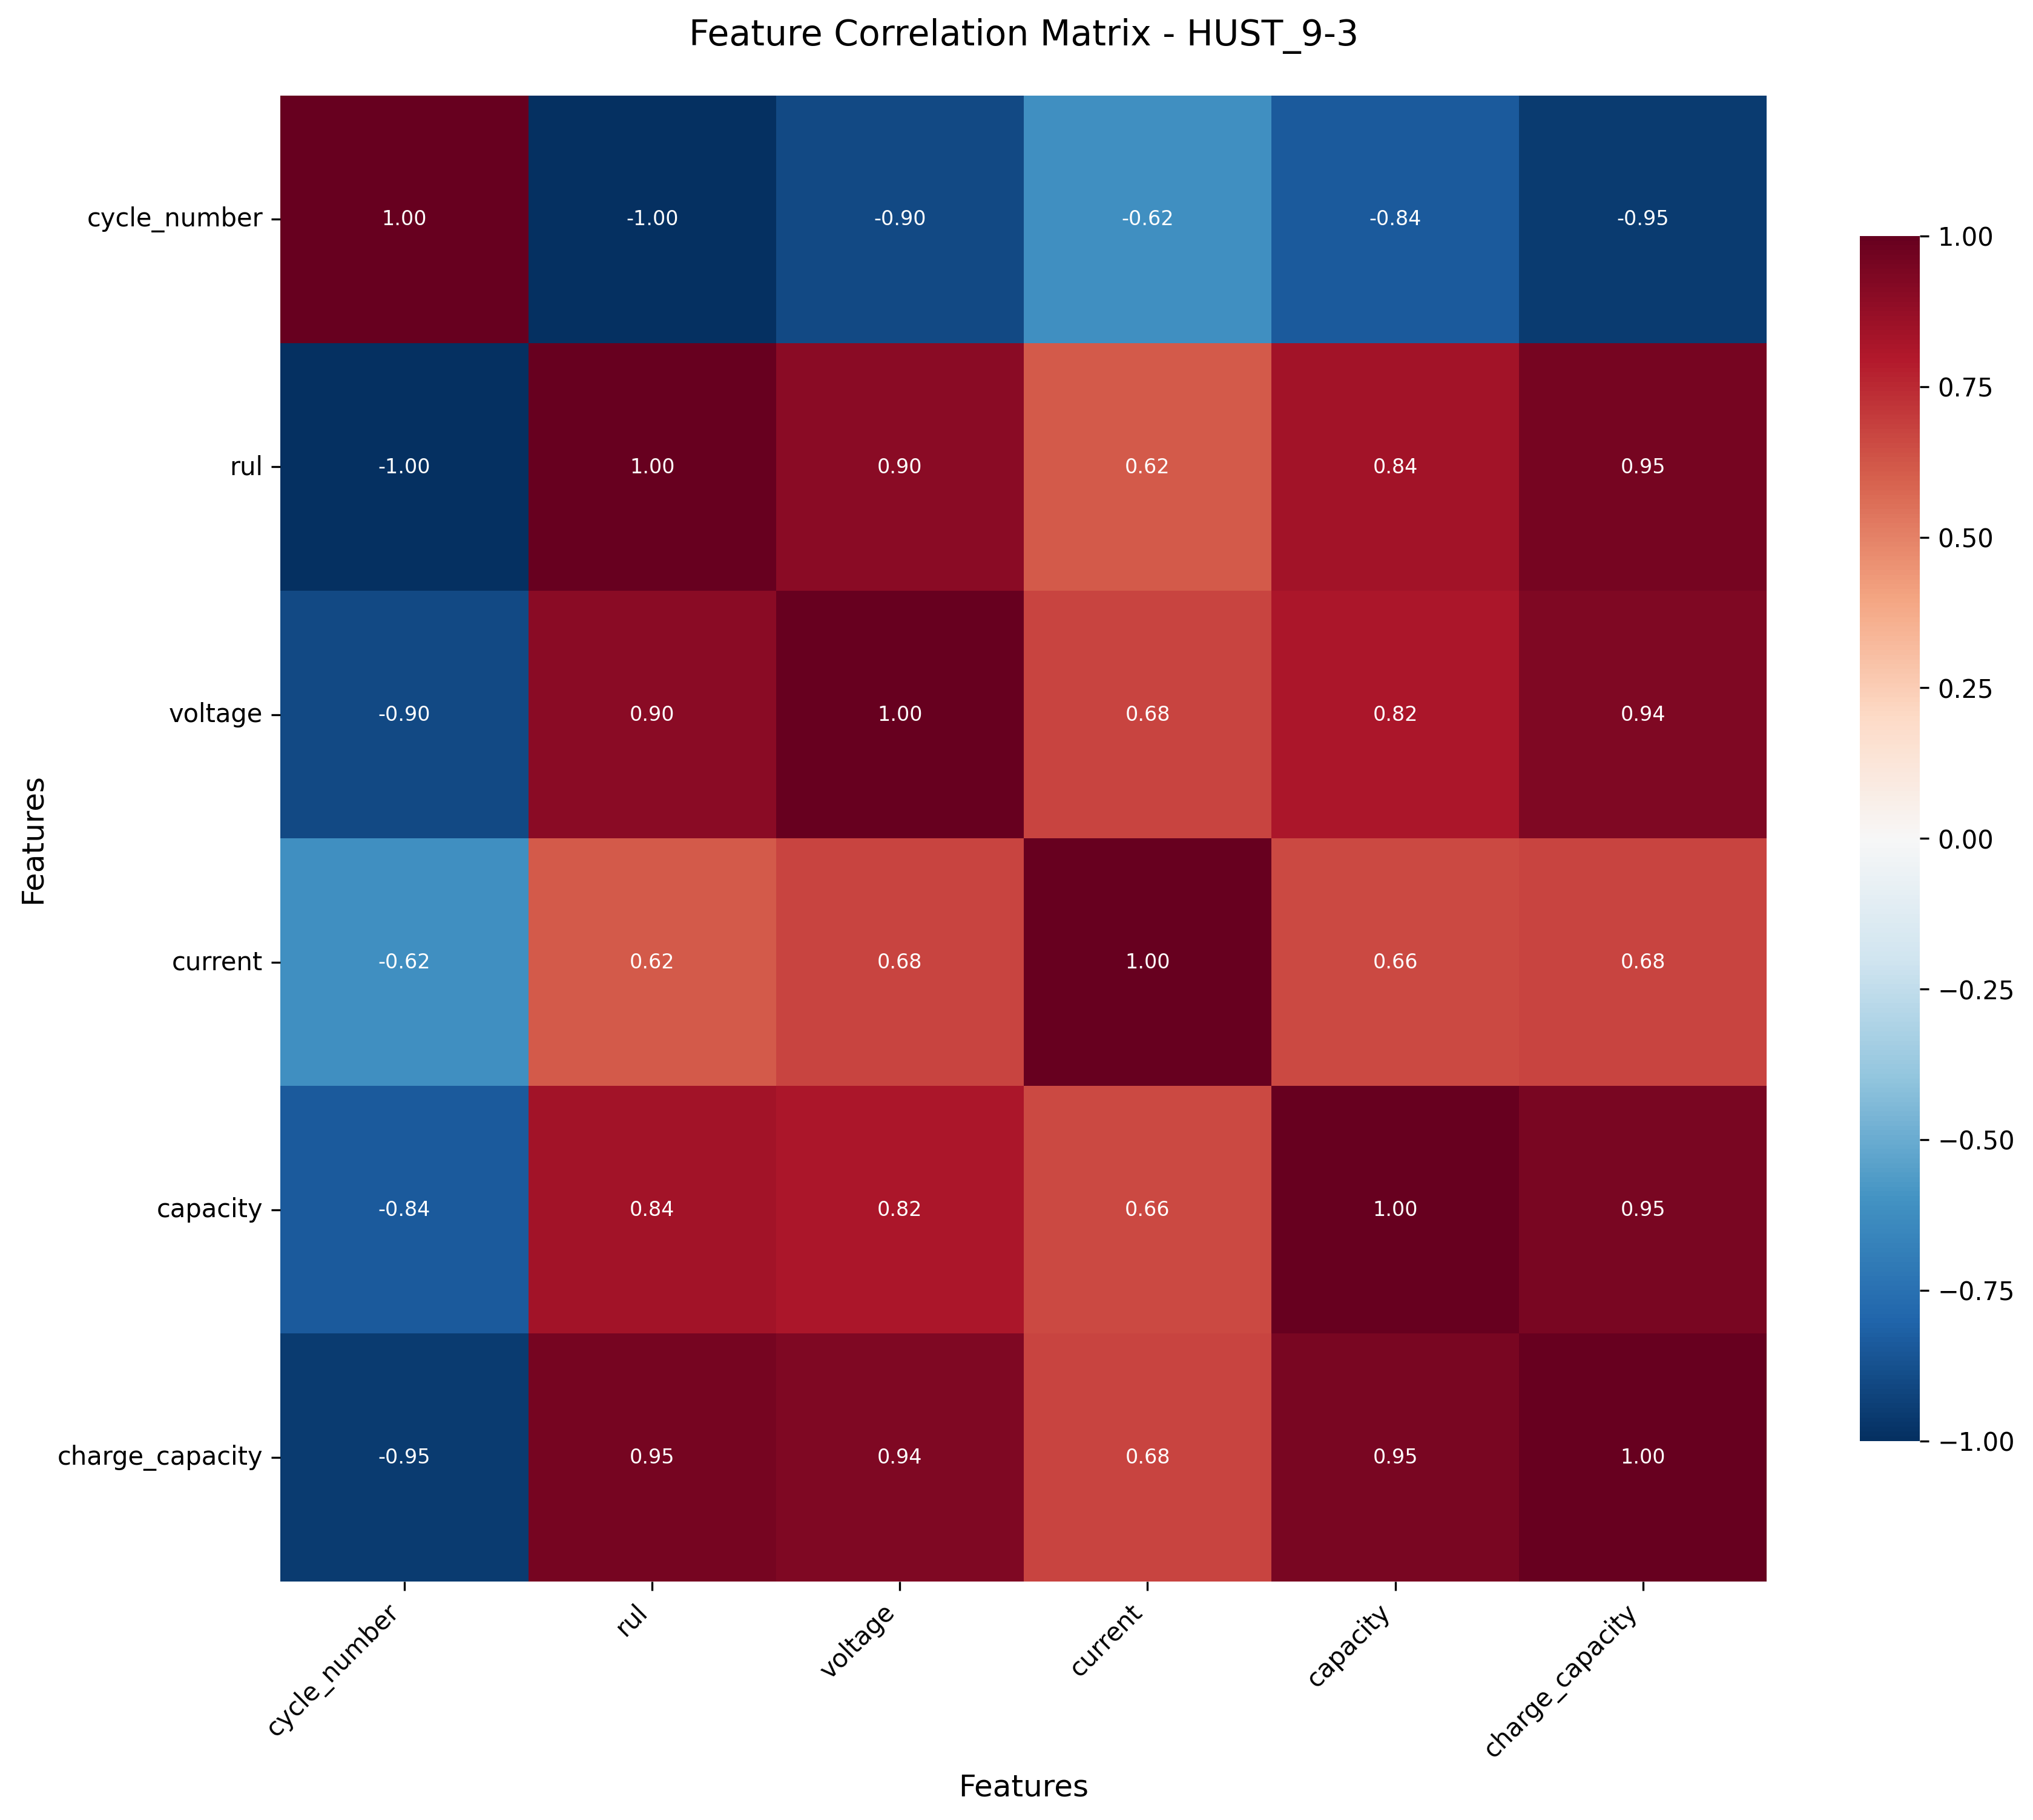 Feature Correlation Matrix - HUST_9-3
cycle_number 1.00 -1.00 -0.90 -0.62 -0.84 -0.95
rul -1.00 1.00 0.90 0.62 0.84 0.95
voltage -0.90 0.90 1.00 0.68 0.82 0.94
current -0.62 0.62 0.68 1.00 0.66 0.68
capacity -0.84 0.84 0.82 0.66 1.00 0.95
charge_capacity -0.95 0.95 0.94 0.68 0.95 1.00
Features
cycle_number rul voltage current capacity charge_capacity
Features
1.00
0.75
0.50
0.25
0.00
−0.25
−0.50
−0.75
−1.00